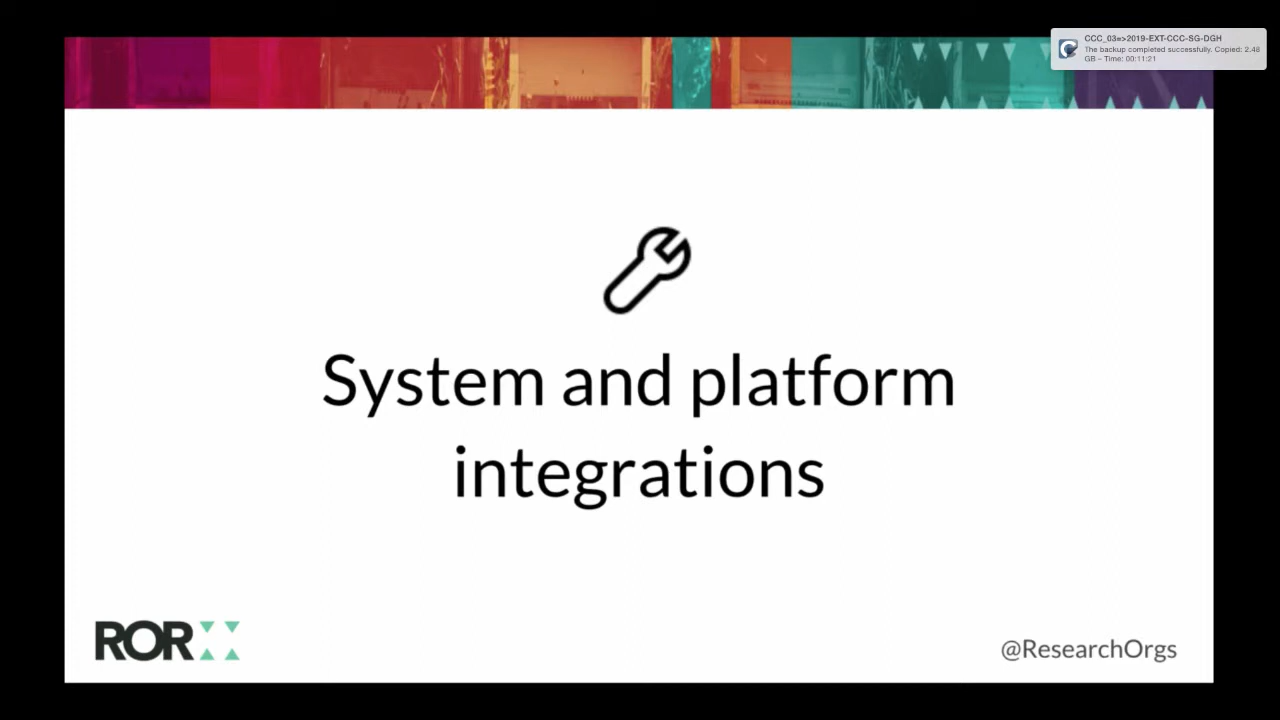 CCC_03=>2019-EXT-CCC-SG-DGH
The backup completed successfully. Copied: 2.48
GB – Time: 00:11:21
System and platform
integrations
ROR
@ResearchOrgs